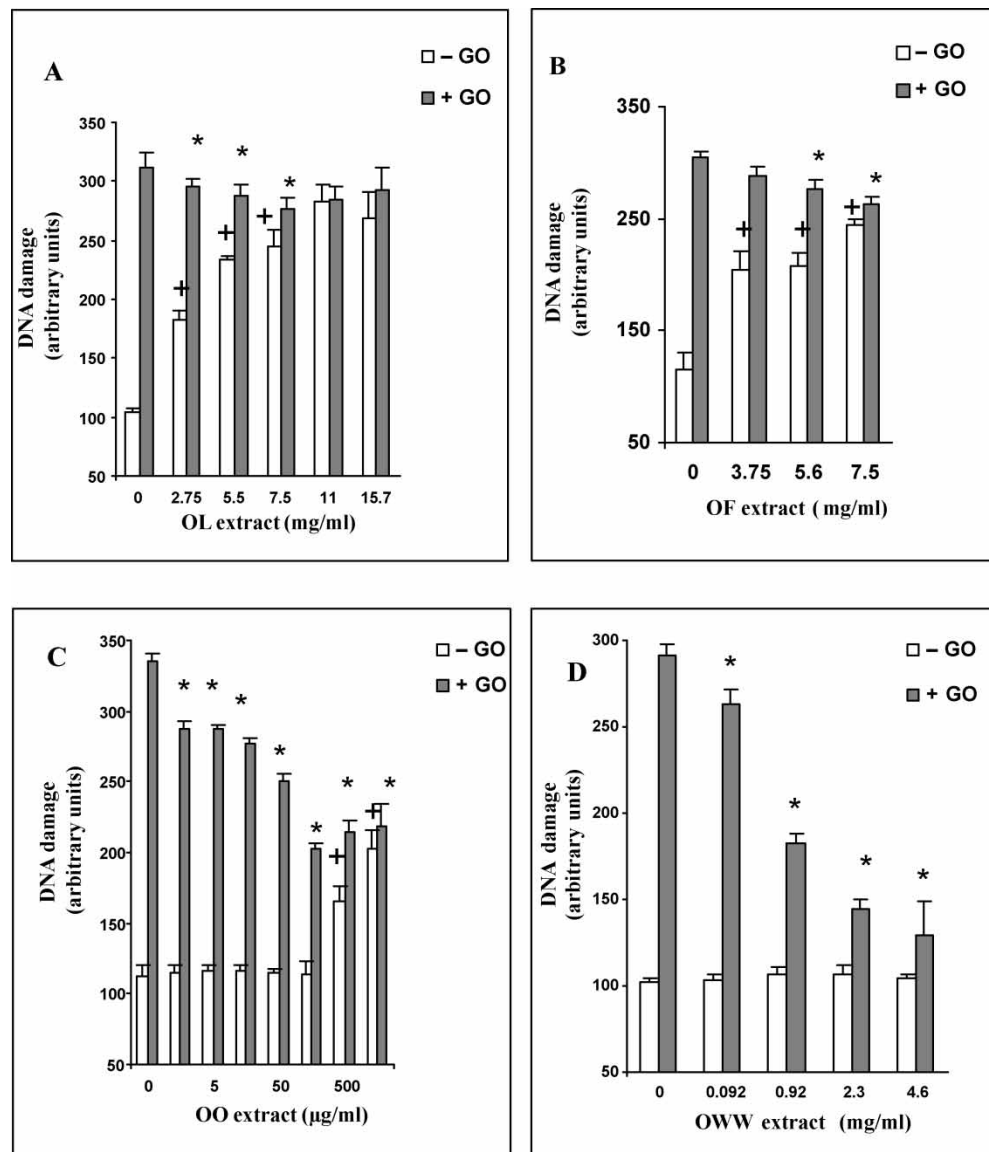 A
– GO
+ GO
DNA damage
(arbitrary units)
350
300
250
200
150
100
50
* * *
+ + +
0 2.75 5.5 7.5 11 15.7
OL extract (mg/ml)
B
– GO
+ GO
DNA damage
(arbitrary units)
350
250
150
50
* *
+ + +
0 3.75 5.6 7.5
OF extract ( mg/ml)
C
– GO
+ GO
DNA damage
(arbitrary units)
350
300
250
200
150
100
50
* * * * * * *
+ +
0 5 50 500
OO extract (µg/ml)
D
– GO
+ GO
DNA damage
(arbitrary units)
300
250
200
150
100
50
* * * *
0 0.092 0.92 2.3 4.6
OWW extract (mg/ml)